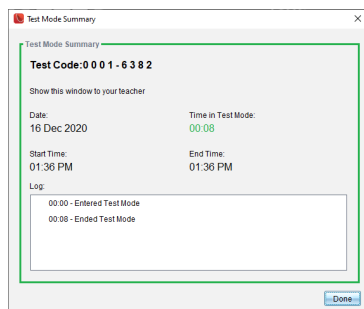 Test Mode Summary
Test Mode Summary
Test Code:0 0 0 1 - 6 3 8 2
Show this window to your teacher
Date:
Time in Test Mode:
16 Dec 2020
00:08
Start Time:
End Time:
01:36 PM
01:36 PM
Log:
00:00 - Entered Test Mode
00:08 - Ended Test Mode
Done